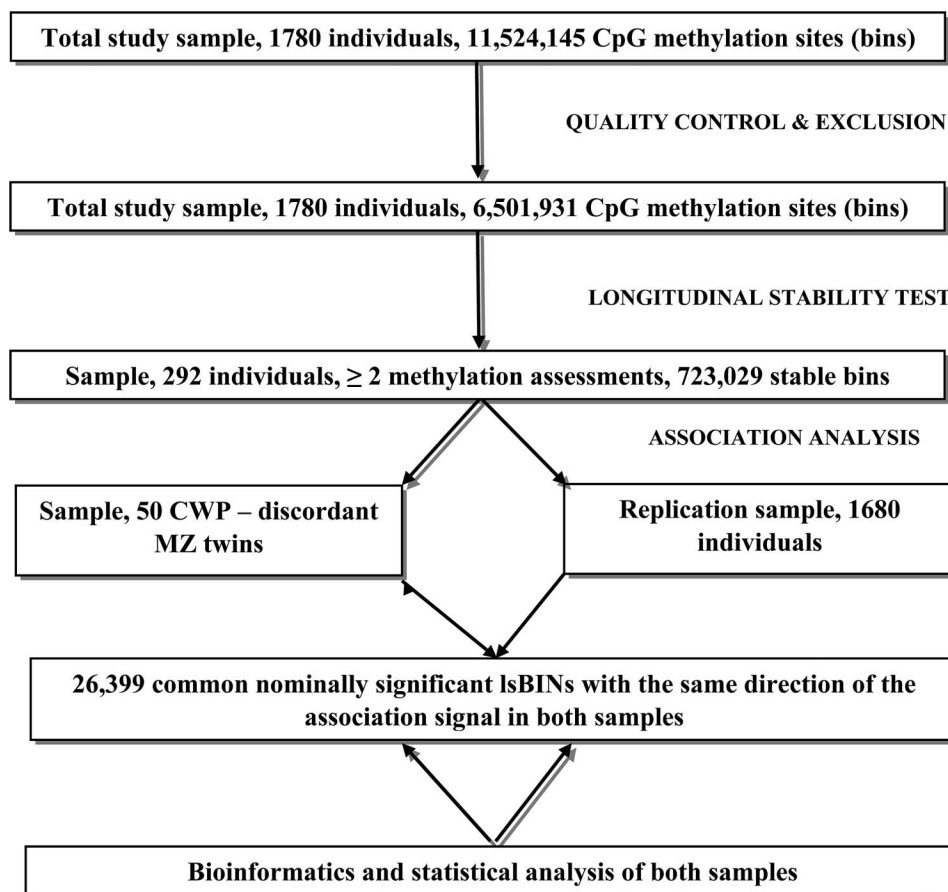 Total study sample, 1780 individuals, 11,524,145 CpG methylation sites (bins)
QUALITY CONTROL & EXCLUSION
Total study sample, 1780 individuals, 6,501,931 CpG methylation sites (bins)
LONGITUDINAL STABILITY TEST
Sample, 292 individuals, ≥ 2 methylation assessments, 723,029 stable bins
ASSOCIATION ANALYSIS
Sample, 50 CWP – discordant
MZ twins
Replication sample, 1680
individuals
26,399 common nominally significant lsBINs with the same direction of the
association signal in both samples
Bioinformatics and statistical analysis of both samples